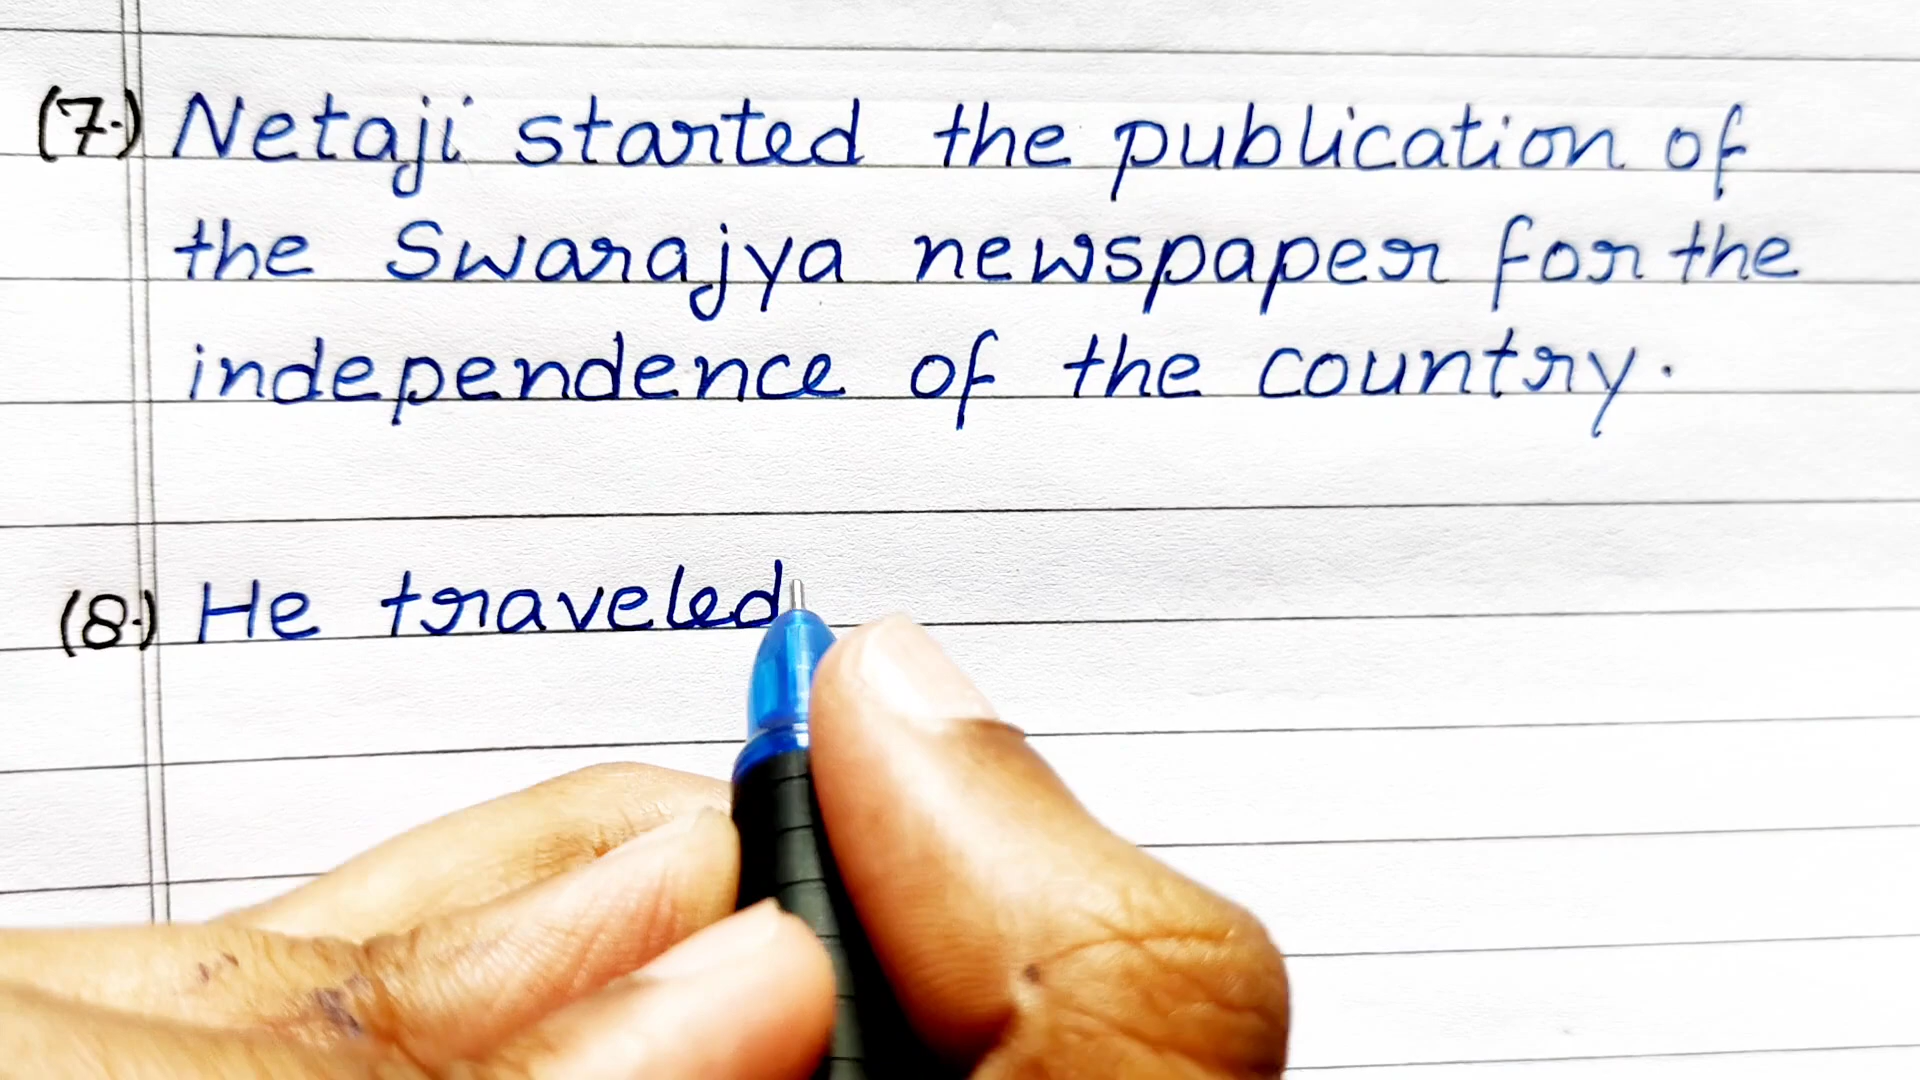 (7.) Netaji started the publication of
the Swarajya newspaper for the
independence of the country.
(8.) He traveled